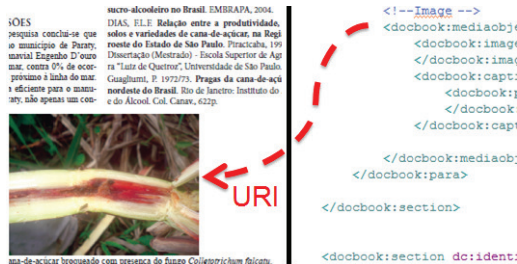 sucro-alcooleiro no Brasil. EMBRAPA, 2004.
SÕES
pesquisa conclui-se que
o município de Paraty,
anavial Engenho D'ouro
mar, contra 0% de ocor-
próximo à linha do mar.
a eficiente para o manu-
raty, não apenas um con-
DIAS, F.L.F. Relação entre a produtividade,
solos e variedades de cana-de-açúcar, na Regi
roeste do Estado de São Paulo. Piracicaba, 199
Dissertação (Mestrado) - Escola Superior de Agr
ra "Luiz de Queiroz", Universidade de São Paulo.
Guagliumi, P. 1972/73. Pragas da cana-de-açú
nordeste do Brasil. Rio de Janeiro: Instituto do
e do Álcool. Col. Canav., 622p.
ana-de-açúcar broqueado com presença do fungo Colletotrichum falcatu.
URI
<!--Image -->
<docbook:mediaobje
<docbook:image
</docbook:imag
<docbook:capti
<docbook:p
</docbook:
</docbook:capt
</docbook:mediaobj
</docbook:para>
</docbook:section>
<docbook:section dc:identi